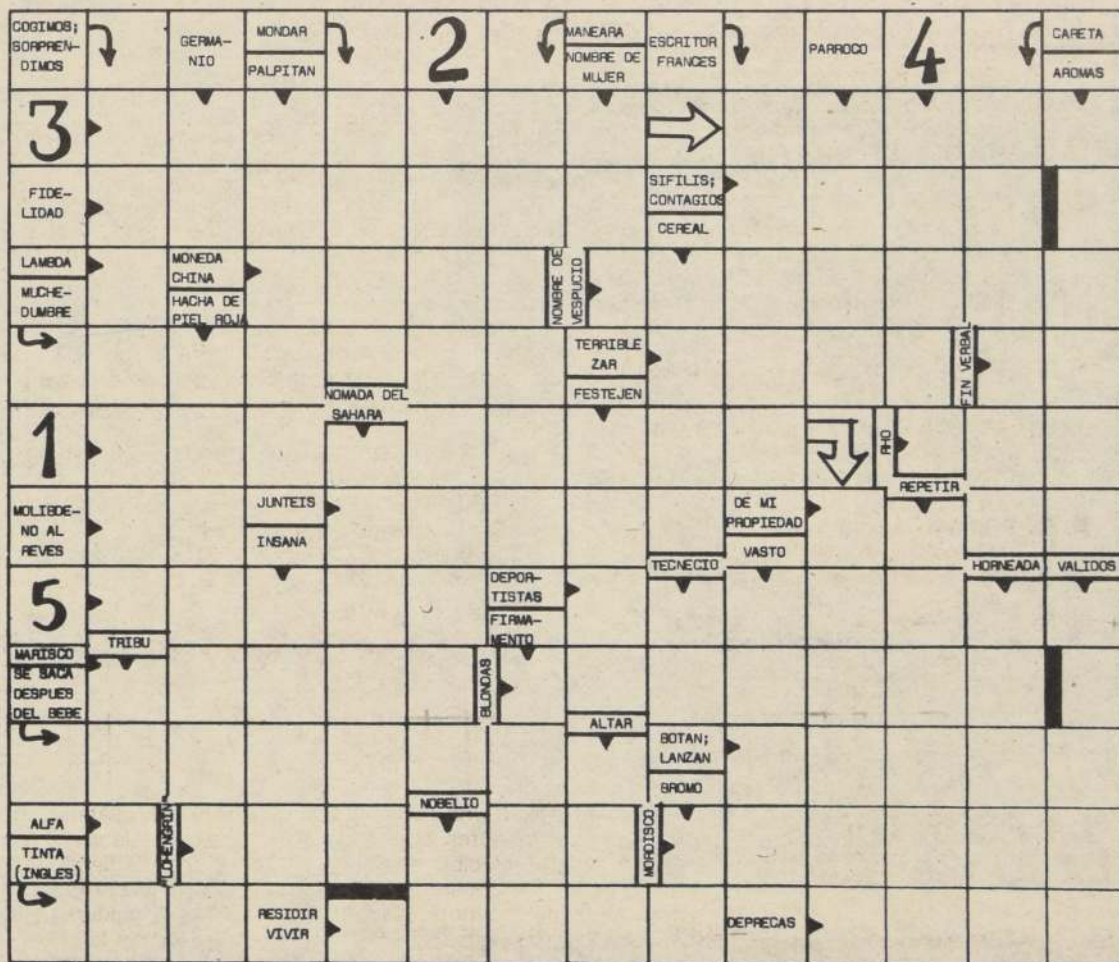 COGIMOS;
SORPREN-
DIMOS
GERMA-
NIO
MONDAR
PALPITAN
2
MANEARA
NOMBRE DE
MUJER
ESCRITOR
FRANCES
PARROCO
4
CARETA
AROMAS
3
FIDE-
LIDAD
SIFILIS;
CONTAGIOS
CEREAL
LAMBDA
MUCHE-
DUMBRE
MONEDA
CHINA
HACHA DE
PIEL ROJA
NOMBRE DE
VESPUCIO
TERRIBLE
ZAR
FESTEJEN
FIN VERBAL
NOMADA DEL
SAHARA
1
RHO
REPETIR
MOLIBDE-
NO AL
REVES
JUNTEIS
INSANA
DE MI
PROPIEDAD
VASTO
TECNECIO
HORNEADA
VALIDOS
5
DEPOR-
TISTAS
FIRMA-
MENTO
TRIBU
MARISCO
SE SACA
DESPUES
DEL BEBE
BLONDAS
ALTAR
BOTAN;
LANZAN
BROMO
NOBELIO
ALFA
TINTA
(INGLES)
LOHENGRIN
MORDISCO
RESIDIR
VIVIR
DEPRECAS